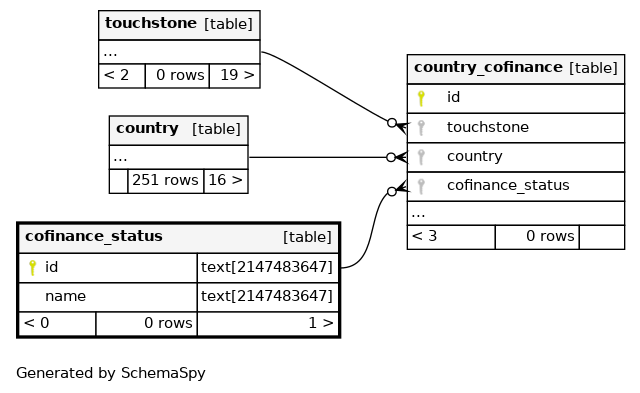 touchstone [table]
...
< 2 0 rows 19 >
country [table]
...
251 rows 16 >
cofinance_status [table]
id text[2147483647]
name text[2147483647]
< 0 0 rows 1 >
country_cofinance [table]
id
touchstone
country
cofinance_status
...
< 3 0 rows
Generated by SchemaSpy